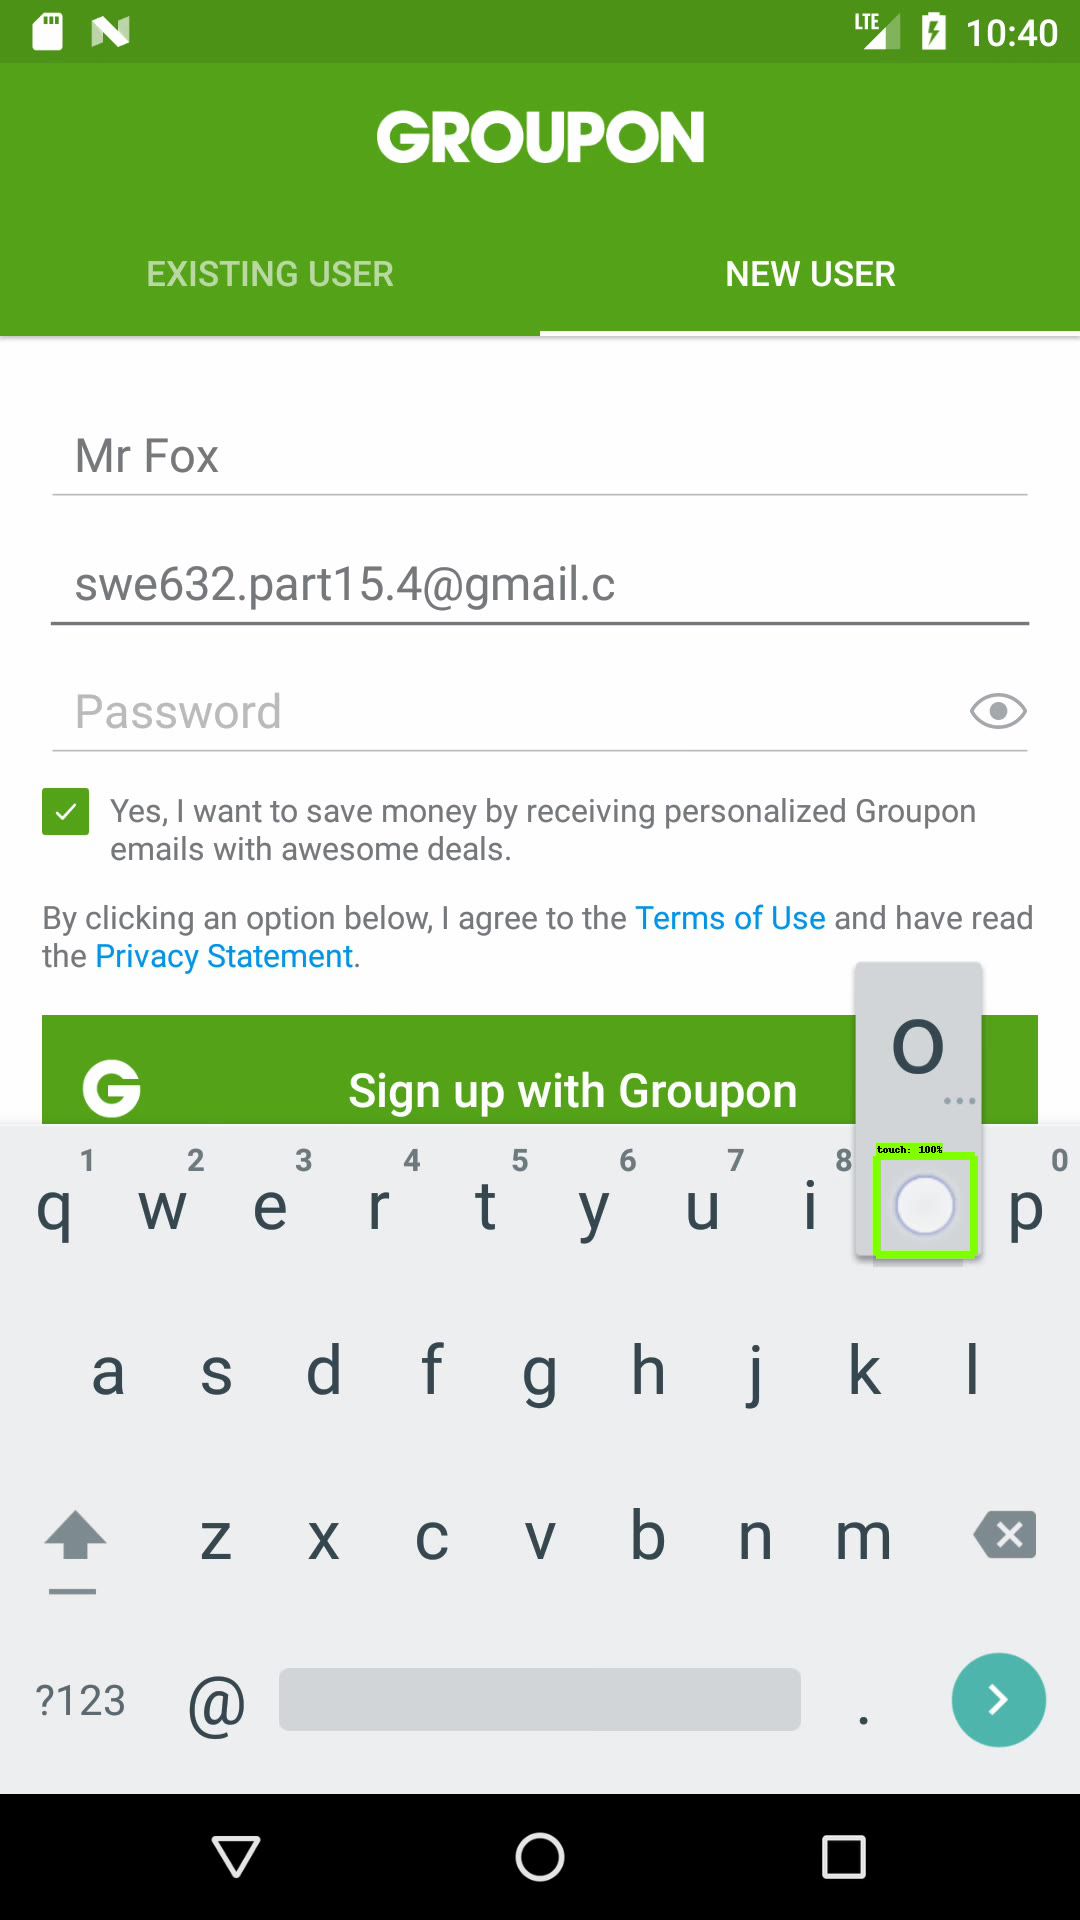 LTE 10:40
GROUPON
EXISTING USER NEW USER
Mr Fox
swe632.part15.4@gmail.c
Password
Yes, I want to save money by receiving personalized Groupon
emails with awesome deals.
By clicking an option below, I agree to the Terms of Use and have read
the Privacy Statement.
o
...
G Sign up with Groupon
touch: 100%
1 2 3 4 5 6 7 8 0
q w e r t y u i p
a s d f g h j k l
z x c v b n m
?123 @ .